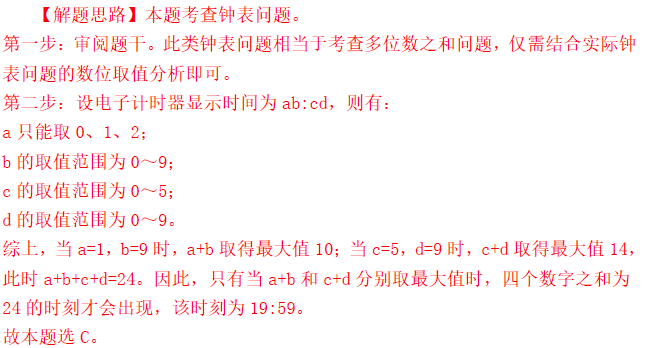 【解题思路】本题考查钟表问题。
第一步：审阅题干。此类钟表问题相当于考查多位数之和问题，仅需结合实际钟
表问题的数位取值分析即可。
第二步：设电子计时器显示时间为 ab:cd，则有：
a 只能取 0、1、2；
b 的取值范围为 0～9；
c 的取值范围为 0～5；
d 的取值范围为 0～9。
综上，当 a=1，b=9 时，a+b 取得最大值 10；当 c=5，d=9 时，c+d 取得最大值 14，
此时 a+b+c+d=24。因此，只有当 a+b 和 c+d 分别取最大值时，四个数字之和为
24 的时刻才会出现，该时刻为 19:59。
故本题选 C。